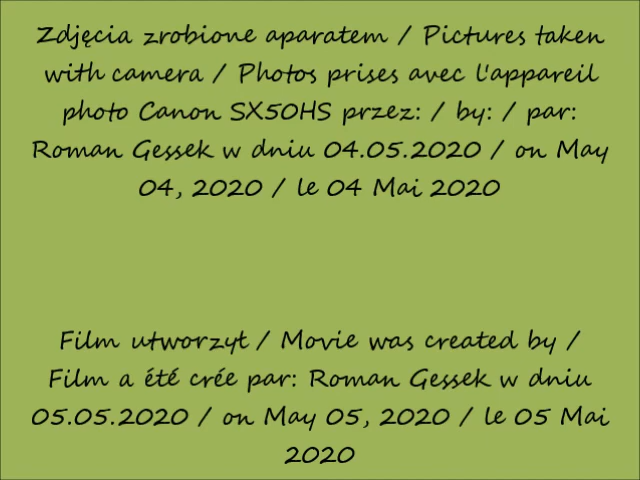 Zdjęcia zrobione aparatem / Pictures taken
with camera / Photos prises avec l'appareil
photo Canon SX50HS przez: / by: / par:
Roman Gessek w dniu 04.05.2020 / on May
04, 2020 / le 04 Mai 2020
Film utworzył / Movie was created by /
Film a été crée par: Roman Gessek w dniu
05.05.2020 / on May 05, 2020 / le 05 Mai
2020